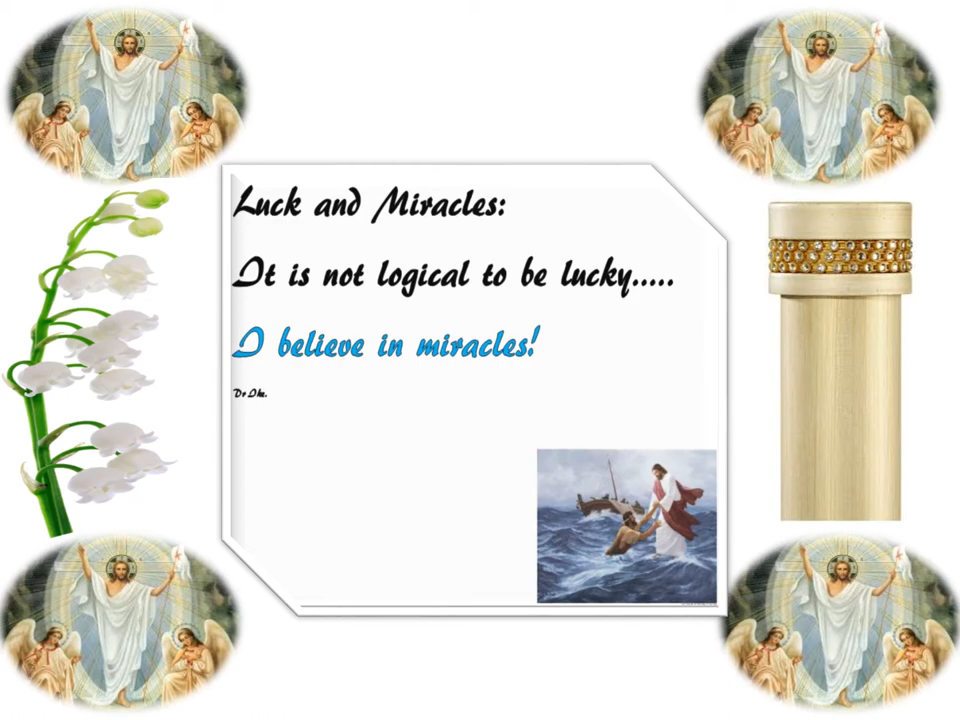 Luck and Miracles:
It is not logical to be lucky.....
I believe in miracles!
Dr Ike.